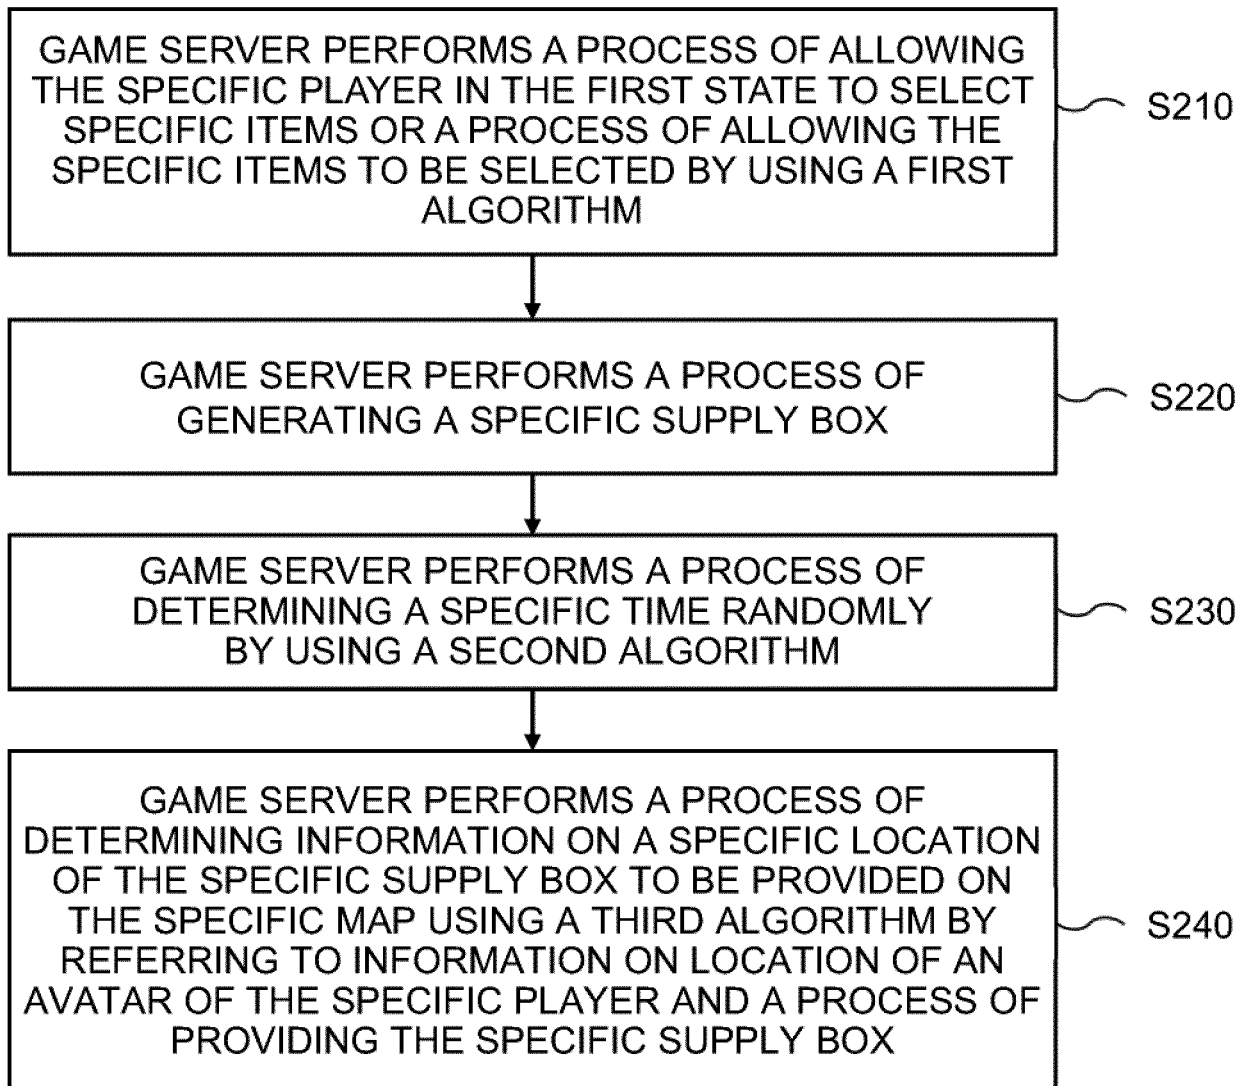 GAME SERVER PERFORMS A PROCESS OF ALLOWING
THE SPECIFIC PLAYER IN THE FIRST STATE TO SELECT
SPECIFIC ITEMS OR A PROCESS OF ALLOWING THE
SPECIFIC ITEMS TO BE SELECTED BY USING A FIRST
ALGORITHM
S210
GAME SERVER PERFORMS A PROCESS OF
GENERATING A SPECIFIC SUPPLY BOX
S220
GAME SERVER PERFORMS A PROCESS OF
DETERMINING A SPECIFIC TIME RANDOMLY
BY USING A SECOND ALGORITHM
S230
GAME SERVER PERFORMS A PROCESS OF
DETERMINING INFORMATION ON A SPECIFIC LOCATION
OF THE SPECIFIC SUPPLY BOX TO BE PROVIDED ON
THE SPECIFIC MAP USING A THIRD ALGORITHM BY
REFERRING TO INFORMATION ON LOCATION OF AN
AVATAR OF THE SPECIFIC PLAYER AND A PROCESS OF
PROVIDING THE SPECIFIC SUPPLY BOX
S240